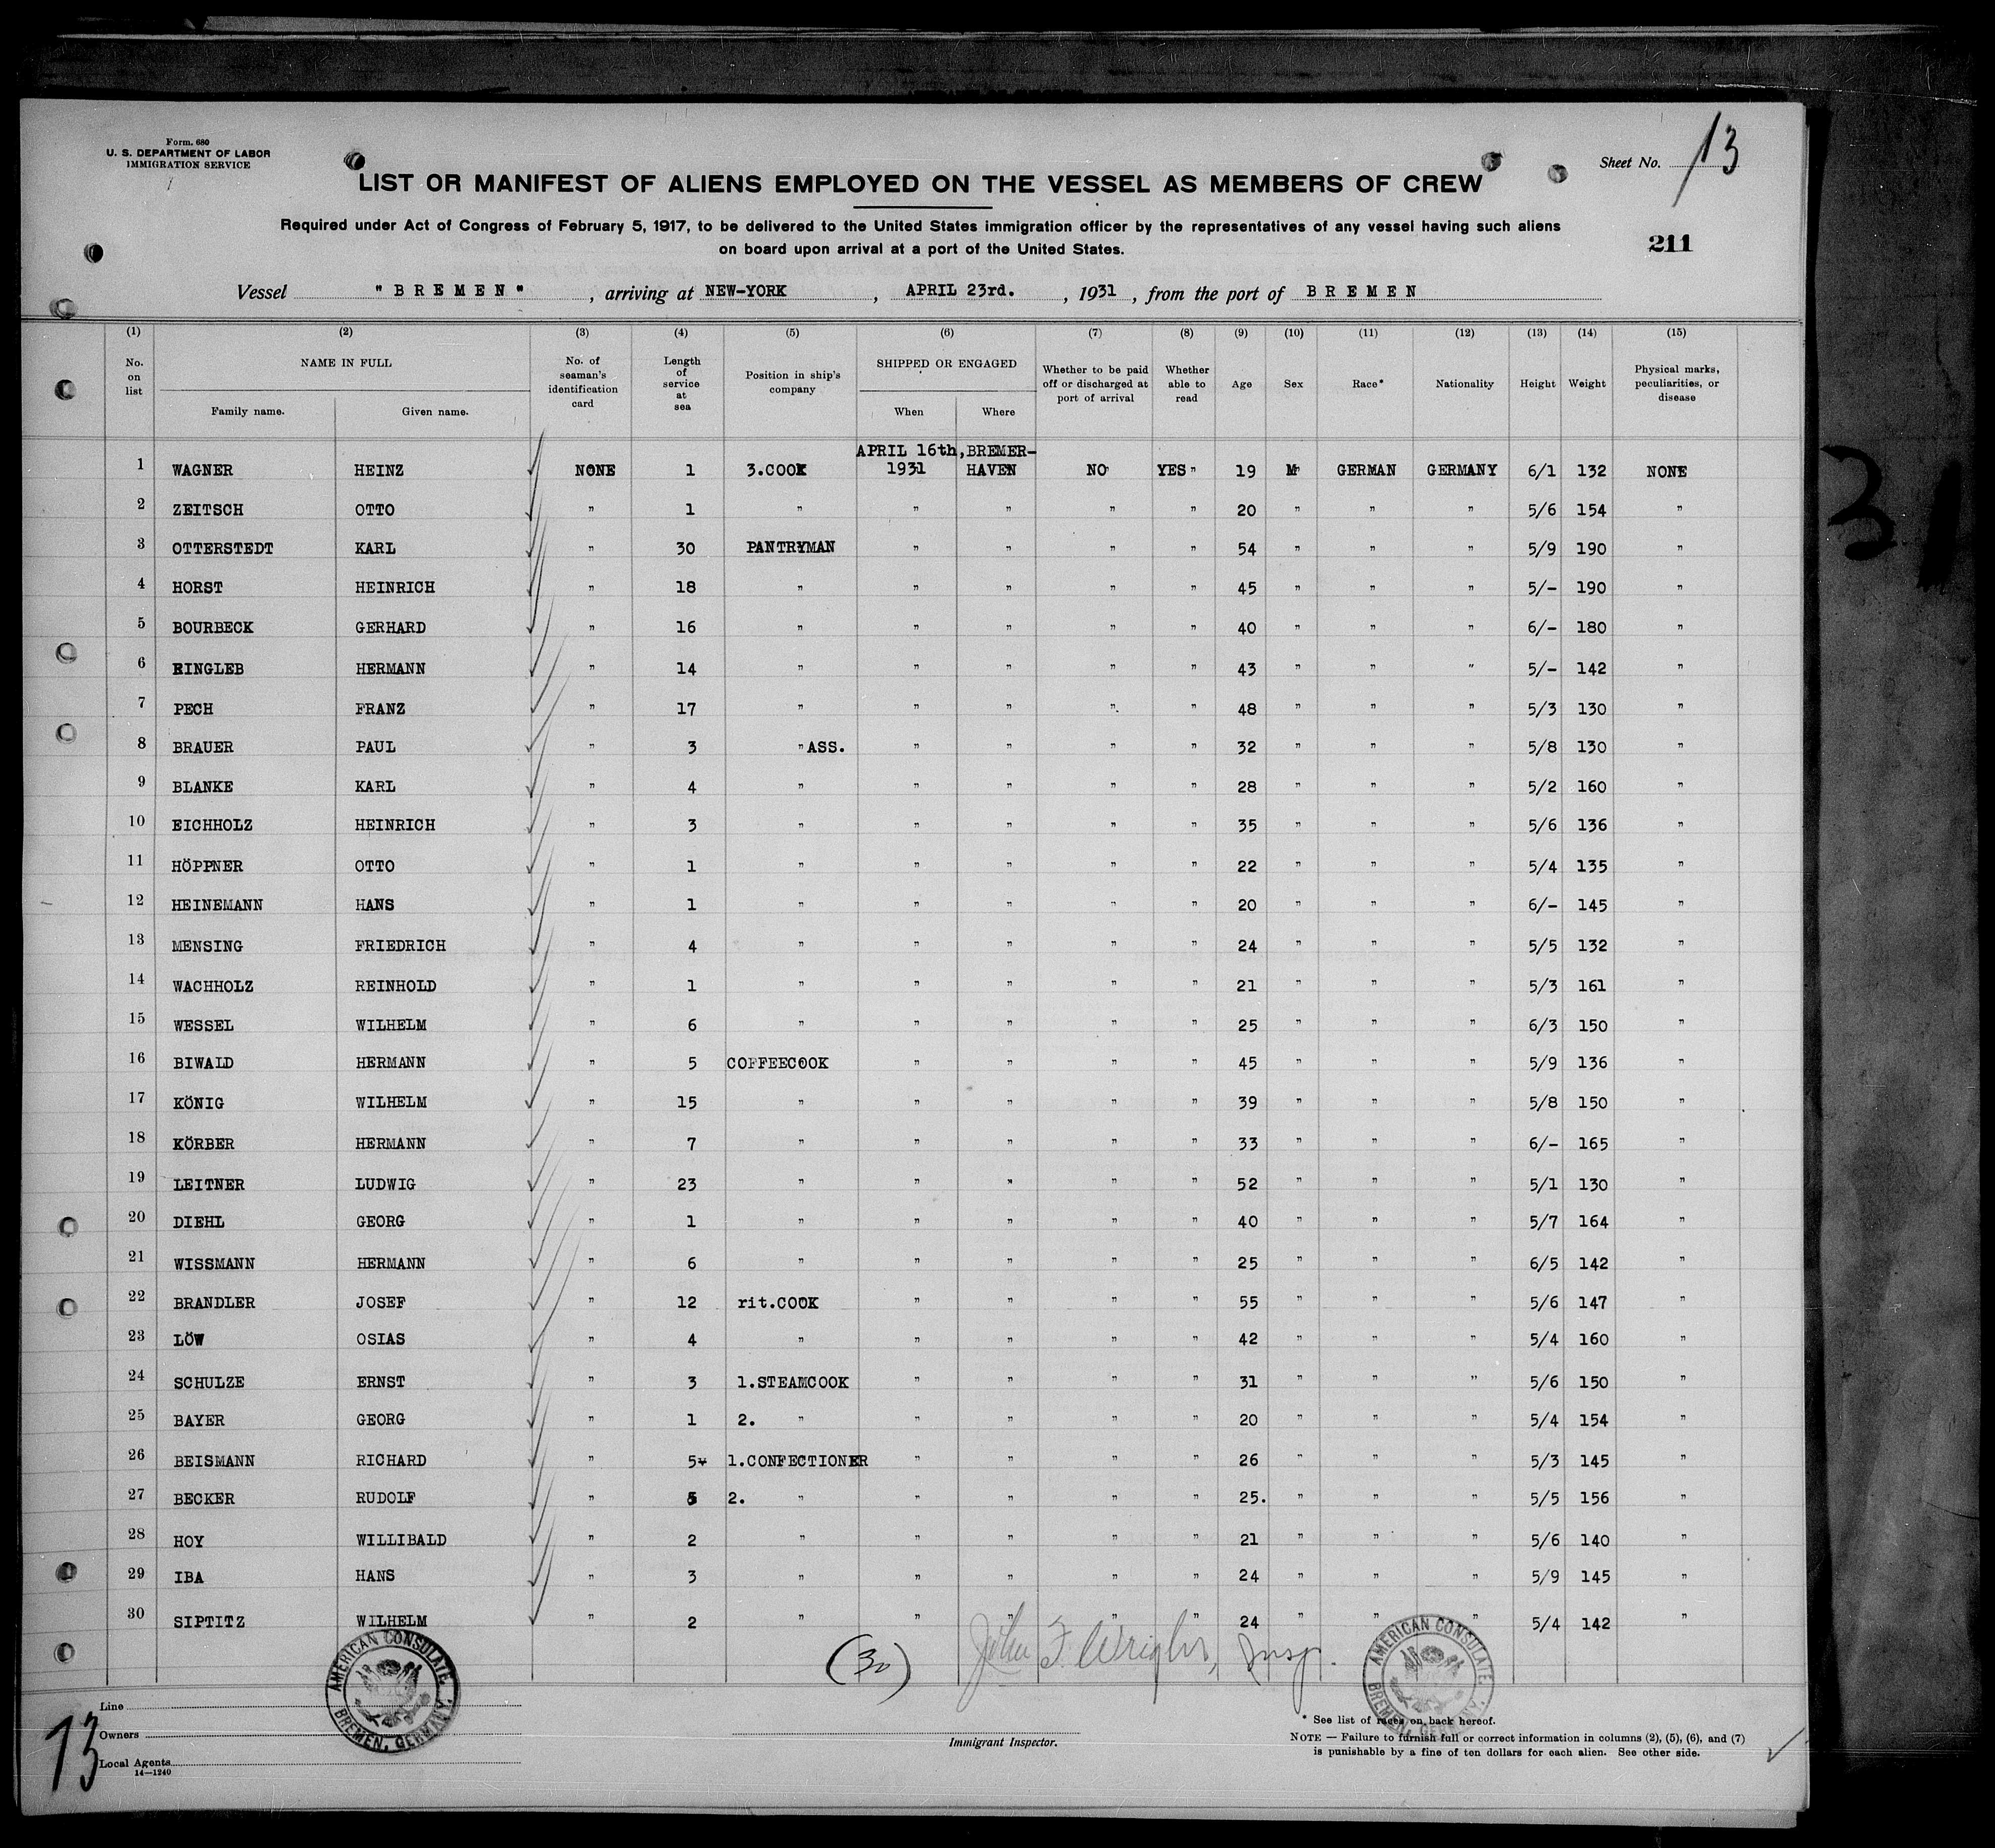 Form. 680
U. S. DEPARTMENT OF LABOR
IMMIGRATION SERVICE
Sheet No. 13
LIST OR MANIFEST OF ALIENS EMPLOYED ON THE VESSEL AS MEMBERS OF CREW
Required under Act of Congress of February 5, 1917, to be delivered to the United States immigration officer by the representatives of any vessel having such aliens
on board upon arrival at a port of the United States.
211
Vessel "BREMEN", arriving at NEW-YORK, APRIL 23rd., 1931, from the port of BREMEN
(1) (2) (3) (4) (5) (6) (7) (8) (9) (10) (11) (12) (13) (14) (15)
No. on list NAME IN FULL Family name. Given name. No. of seaman's identification card Length of service at sea Position in ship's company SHIPPED OR ENGAGED When Where Whether to be paid off or discharged at port of arrival Whether able to read Age Sex Race* Nationality Height Weight Physical marks, peculiarities, or disease
1 WAGNER HEINZ NONE 1 3.COOK APRIL 16th, 1931 BREMER-HAVEN NO YES " 19 M GERMAN GERMANY 6/1 132 NONE
2 ZEITSCH OTTO " 1 " " " " " 20 " " " 5/6 154 "
3 OTTERSTEDT KARL " 30 PANTRYMAN " " " " 54 " " " 5/9 190 "
4 HORST HEINRICH " 18 " " " " " 45 " " " 5/- 190 "
5 BOURBECK GERHARD " 16 " " " " " 40 " " " 6/- 180 "
6 RINGLEB HERMANN " 14 " " " " " 43 " " " 5/- 142 "
7 PECH FRANZ " 17 " " " " " 48 " " " 5/3 130 "
8 BRAUER PAUL " 3 " ASS. " " " " 32 " " " 5/8 130 "
9 BLANKE KARL " 4 " " " " " 28 " " " 5/2 160 "
10 EICHHOLZ HEINRICH " 3 " " " " " 35 " " " 5/6 136 "
11 HÖPPNER OTTO " 1 " " " " " 22 " " " 5/4 135 "
12 HEINEMANN HANS " 1 " " " " " 20 " " " 6/- 145 "
13 MENSING FRIEDRICH " 4 " " " " " 24 " " " 5/5 132 "
14 WACHHOLZ REINHOLD " 1 " " " " " 21 " " " 5/3 161 "
15 WESSEL WILHELM " 6 " " " " " 25 " " " 6/3 150 "
16 BIWALD HERMANN " 5 COFFEECOOK " " " " 45 " " " 5/9 136 "
17 KÖNIG WILHELM " 15 " " " " " 39 " " " 5/8 150 "
18 KÖRBER HERMANN " 7 " " " " " 33 " " " 6/- 165 "
19 LEITNER LUDWIG " 23 " " " " " 52 " " " 5/1 130 "
20 DIEHL GEORG " 1 " " " " " 40 " " " 5/7 164 "
21 WISSMANN HERMANN " 6 " " " " " 25 " " " 6/5 142 "
22 BRANDLER JOSEF " 12 rit.COOK " " " " 55 " " " 5/6 147 "
23 LÖW OSIAS " 4 " " " " " 42 " " " 5/4 160 "
24 SCHULZE ERNST " 3 1.STEAMCOOK " " " " 31 " " " 5/6 150 "
25 BAYER GEORG " 1 2. " " " " " 20 " " " 5/4 154 "
26 BEISMANN RICHARD " 5 1.CONFECTIONER " " " " 26 " " " 5/3 145 "
27 BECKER RUDOLF " 5 2. " " " " " 25. " " " 5/5 156 "
28 HOY WILLIBALD " 2 " " " " " 21 " " " 5/6 140 "
29 IBA HANS " 3 " " " " " 24 " " " 5/9 145 "
30 SIPTITZ WILHELM " 2 " " " " " 24 " " " 5/4 142 "
(30) John F. Wright, Insp.
AMERICAN CONSULATE, BREMEN, GERMANY.
AMERICAN CONSULATE, BREMEN, GERMANY.
Line
Owners
Local Agents
14—1240
13
Immigrant Inspector.
* See list of races on back hereof.
NOTE — Failure to furnish full or correct information in columns (2), (5), (6), and (7)
is punishable by a fine of ten dollars for each alien. See other side.
31